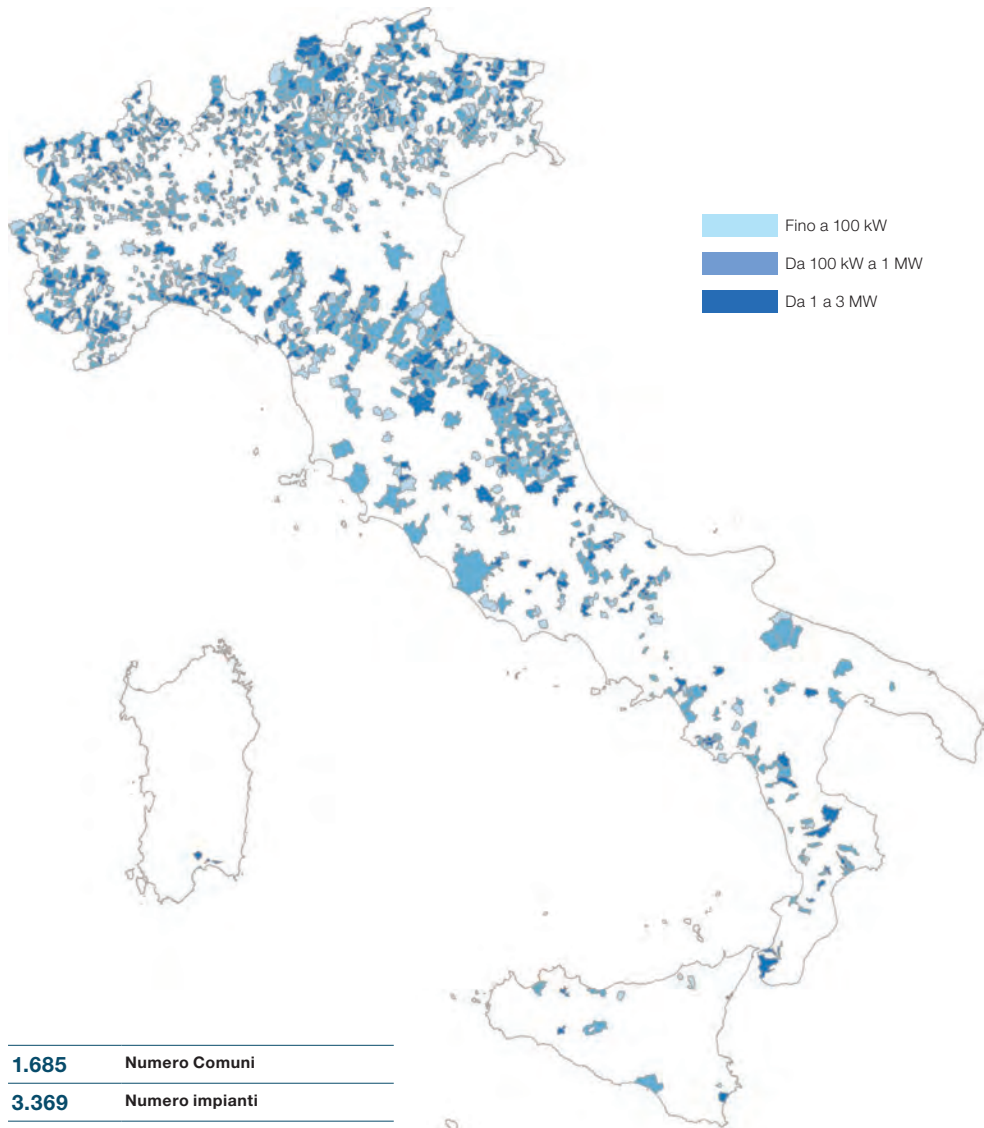 Fino a 100 kW
Da 100 kW a 1 MW
Da 1 a 3 MW
1.685 Numero Comuni
3.369 Numero impianti